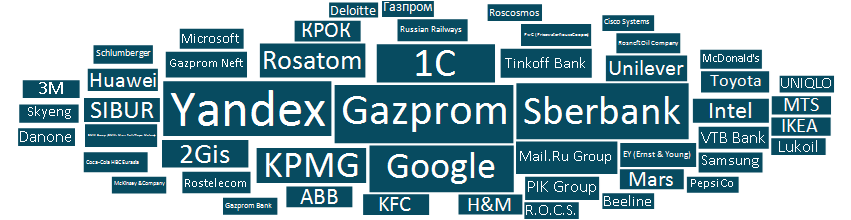 Deloitte
Газпром
Roscosmos
Cisco Systems
КРОК
Russian Railways
PwC (PricewaterhouseCoopers)
RosneftOil Company
Microsoft
Schlumberger
Gazprom Neft
Rosatom
1C
Tinkoff Bank
Unilever
McDonald's
3M
Huawei
Toyota
UNIQLO
Skyeng
SIBUR
Yandex
Gazprom
Sberbank
Intel
MTS
IKEA
Danone
VTB Bank
Lukoil
Coca-Cola HBC Eurasia
2Gis
KPMG
Google
Mail.Ru Group
EY (Ernst & Young)
Samsung
McKinsey &Company
Rostelecom
PIK Group
Mars
PepsiCo
Gazprom Bank
ABB
KFC
H&M
R.O.C.S.
Beeline